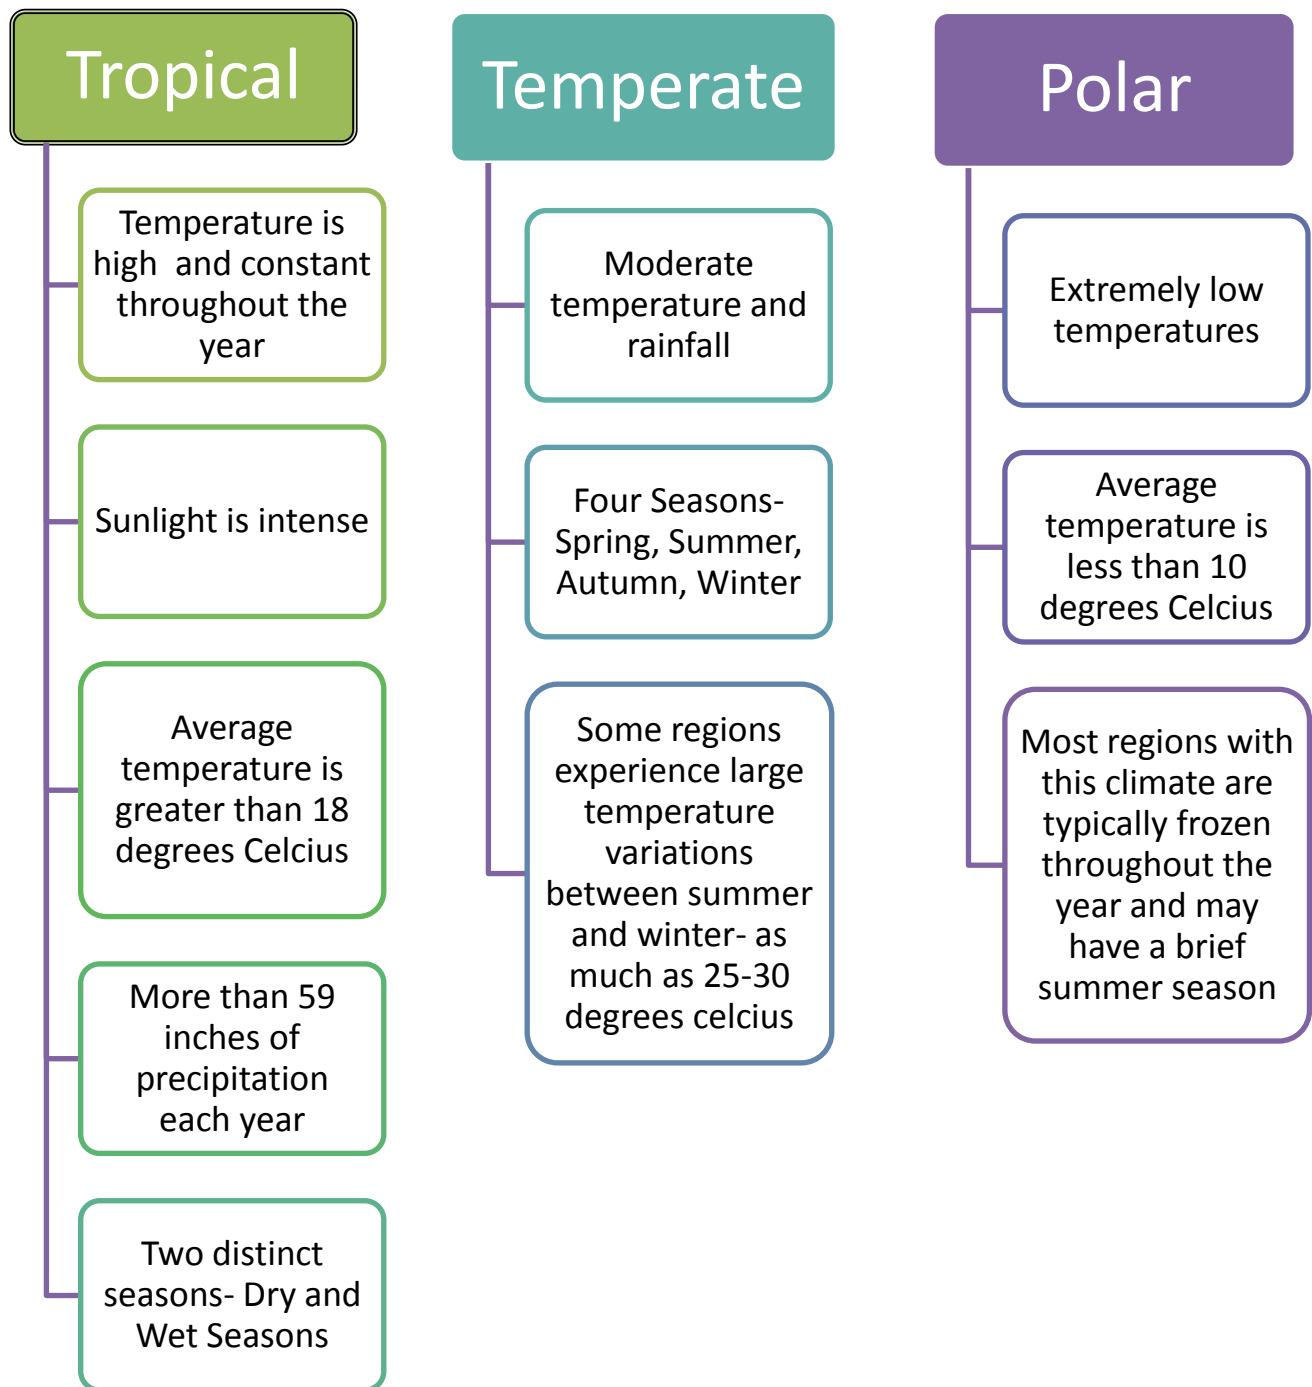 Tropical
Temperature is
high and constant
throughout the
year
Sunlight is intense
Average
temperature is
greater than 18
degrees Celcius
More than 59
inches of
precipitation
each year
Two distinct
seasons- Dry and
Wet Seasons
Temperate
Moderate
temperature and
rainfall
Four Seasons-
Spring, Summer,
Autumn, Winter
Some regions
experience large
temperature
variations
between summer
and winter- as
much as 25-30
degrees celcius
Polar
Extremely low
temperatures
Average
temperature is
less than 10
degrees Celcius
Most regions with
this climate are
typically frozen
throughout the
year and may
have a brief
summer season